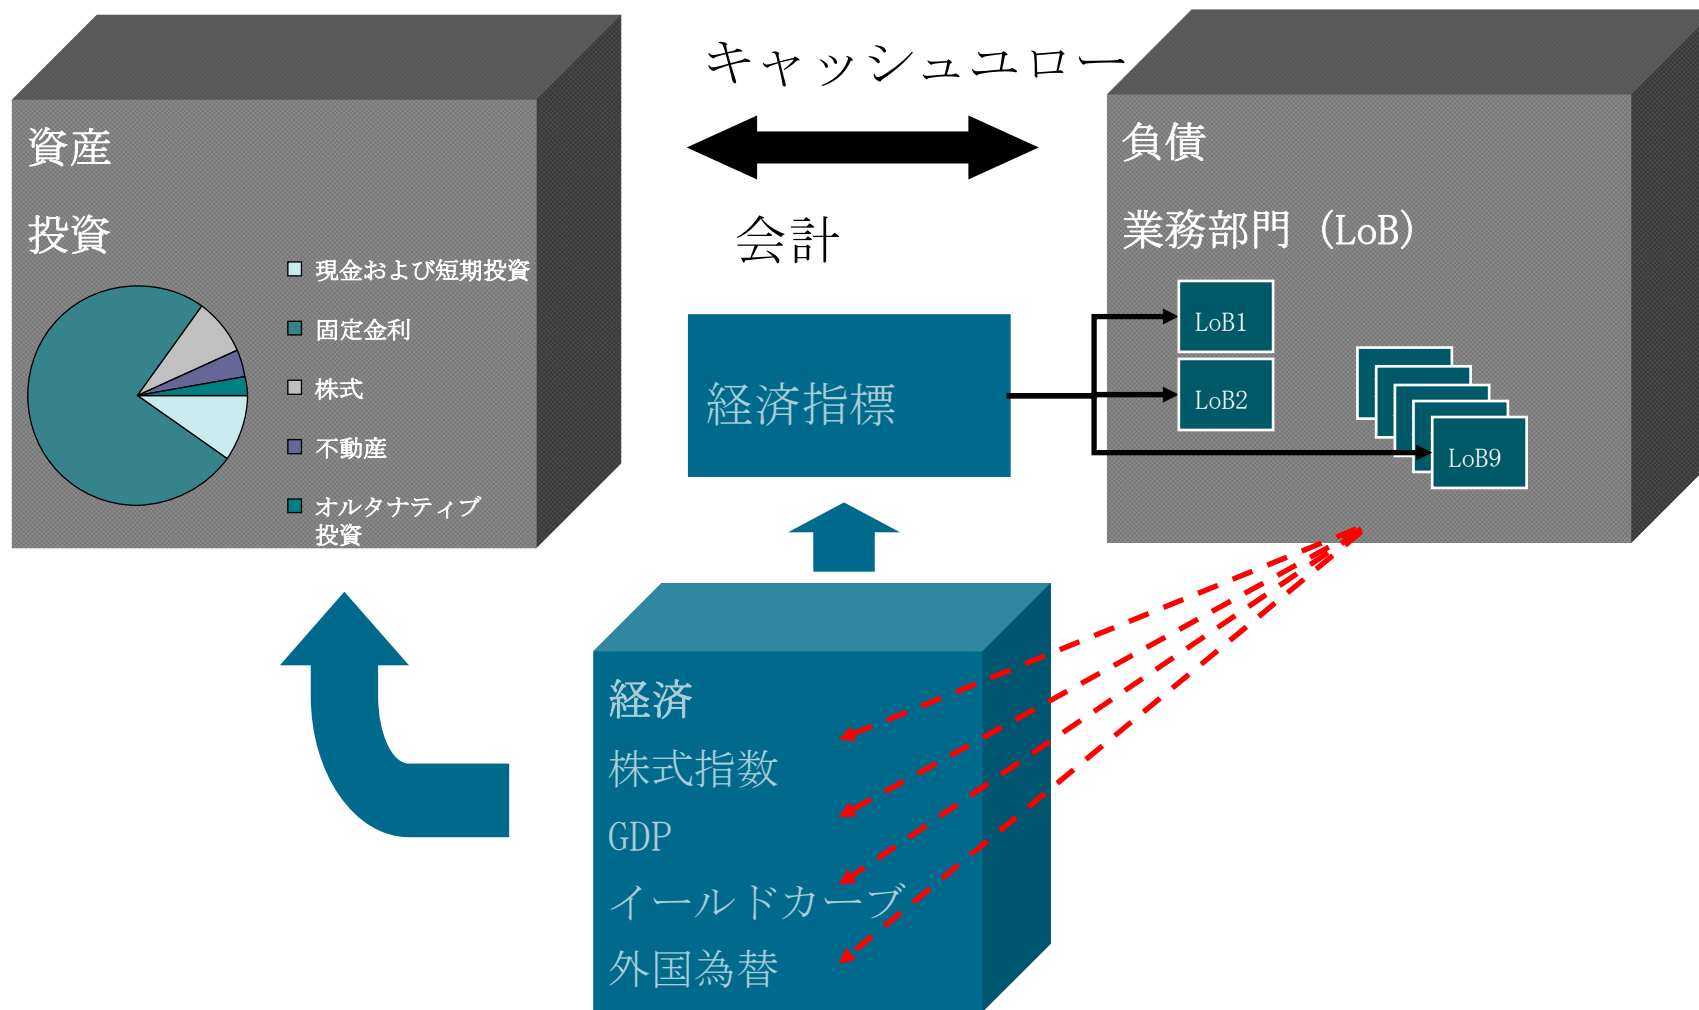 資産
投資
現金および短期投資
固定金利
株式
不動産
オルタナティブ
投資
キャッシュユロー
会計
経済指標
負債
業務部門（LoB）
LoB1
LoB2
LoB9
経済
株式指数
GDP
イールドカーブ
外国為替